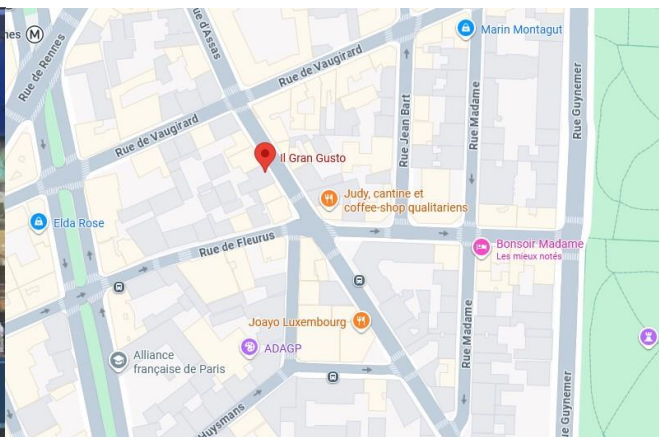 nes
M
Rue de Rennes
rue d'Assas
Marin Montagut
Rue de Vaugirard
Rue de Vaugirard
Il Gran Gusto
Rue Jean Bart
Rue Madame
Rue Guynemer
Judy, cantine et
coffee-shop qualitariens
Elda Rose
Rue de Fleurus
Bonsoir Madame
Les mieux notés
Joayo Luxembourg
ADAGP
Alliance
française de Paris
Rue Madame
Huysmans
ue Guynemer